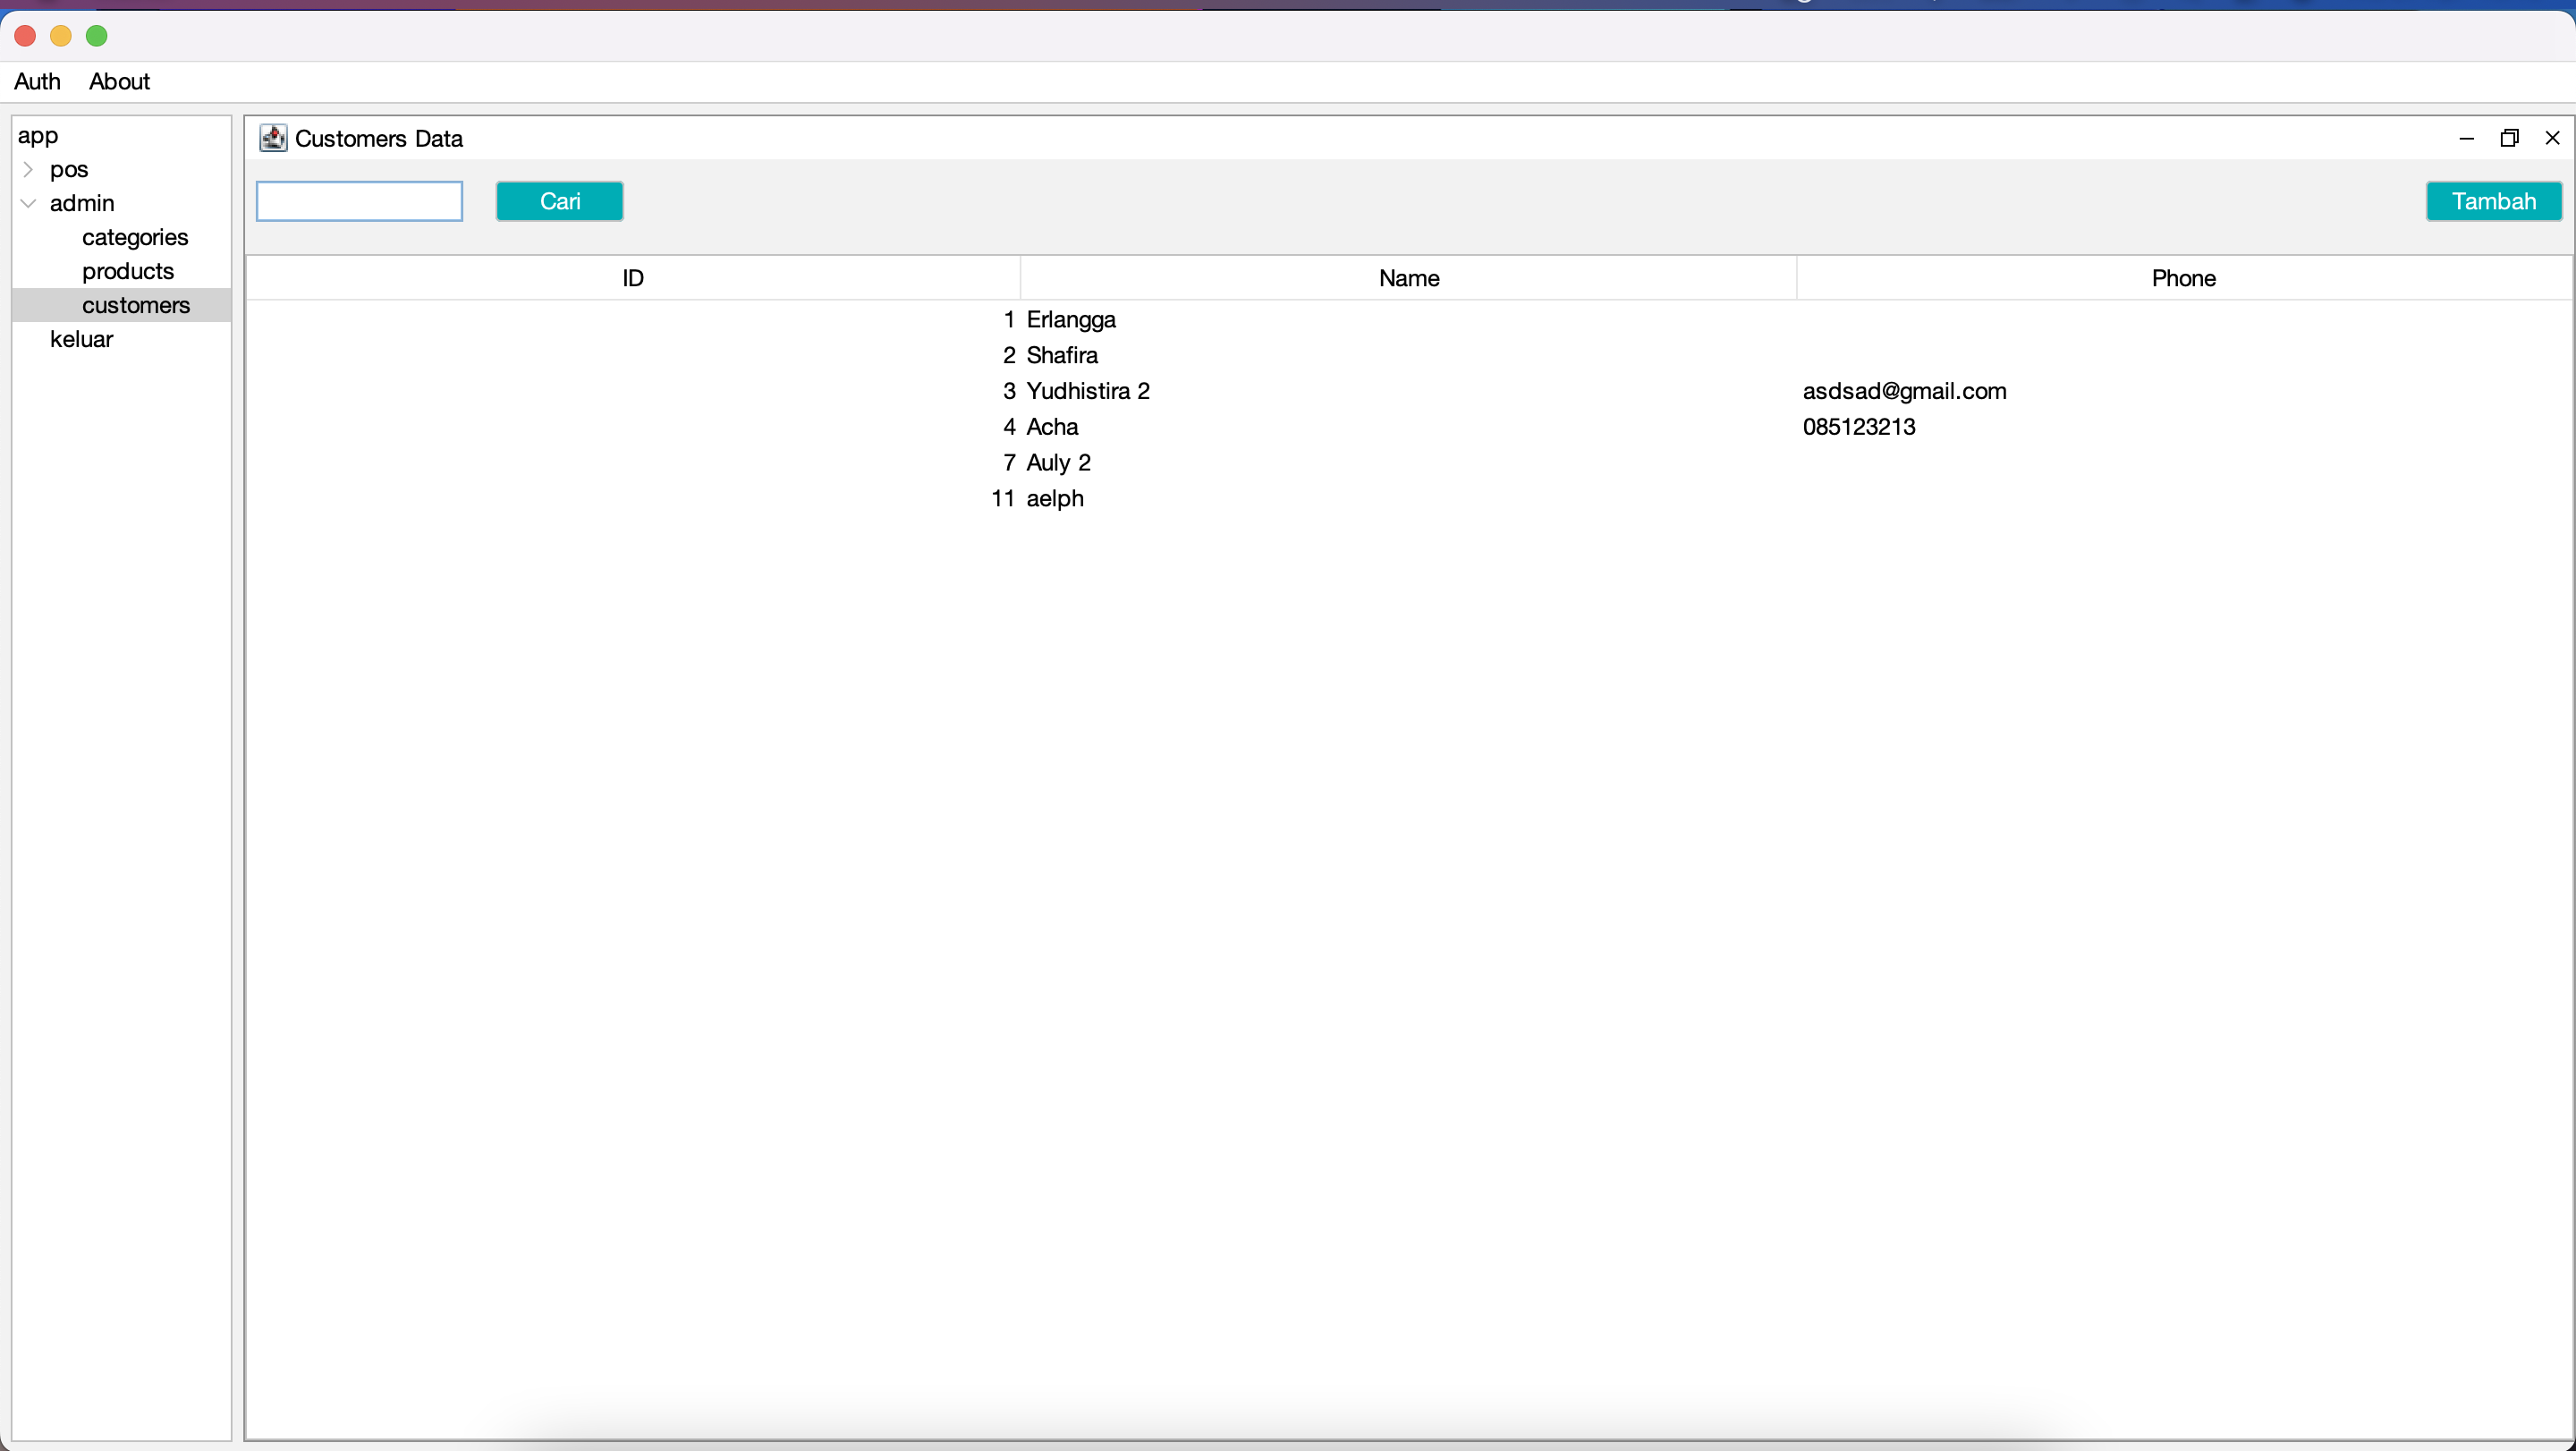 Auth About
app
pos
admin
categories
products
customers
keluar
Customers Data
Cari Tambah
ID Name Phone
1 Erlangga
2 Shafira
3 Yudhistira 2 asdsad@gmail.com
4 Acha 085123213
7 Auly 2
11 aelph